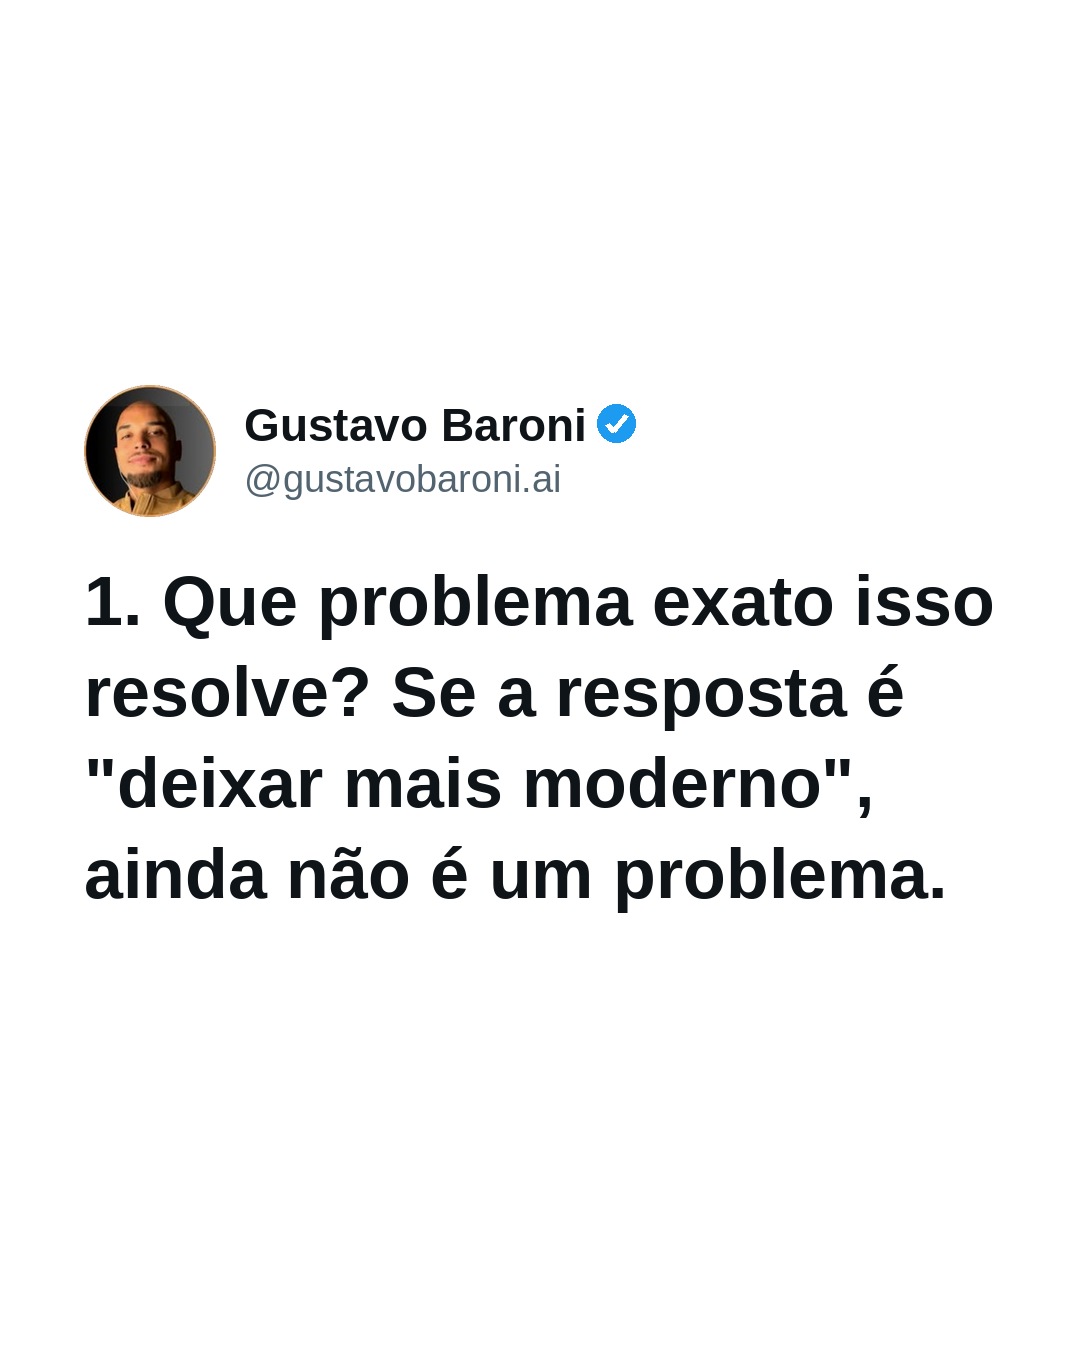 Gustavo Baroni
@gustavobaroni.ai
1. Que problema exato isso
resolve? Se a resposta é
"deixar mais moderno",
ainda não é um problema.